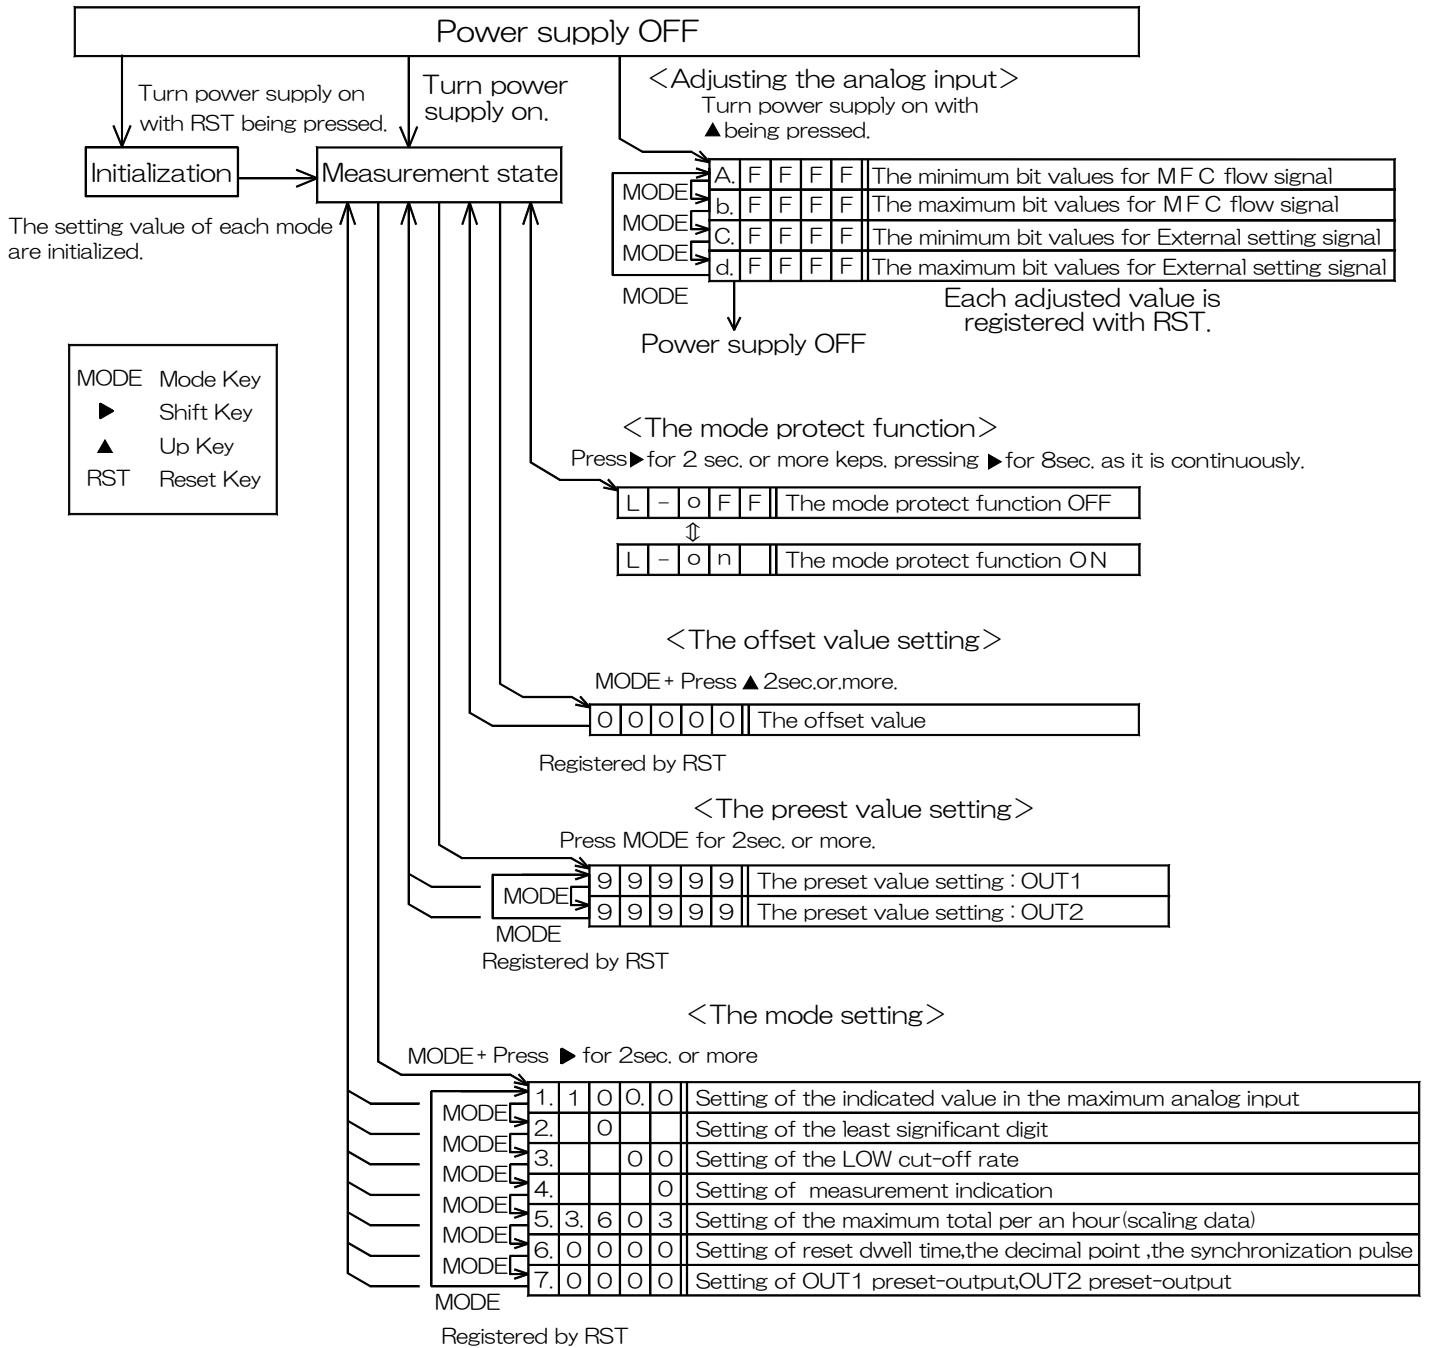 Power supply OFF
Turn power supply on
with RST being pressed.
Turn power
supply on.
<Adjusting the analog input>
Turn power supply on with
▲being pressed.
Initialization
Measurement state
The setting value of each mode
are initialized.
A. F F F F The minimum bit values for MFC flow signal
MODE
b. F F F F The maximum bit values for MFC flow signal
MODE
C. F F F F The minimum bit values for External setting signal
MODE
d. F F F F The maximum bit values for External setting signal
MODE
Each adjusted value is
registered with RST.
Power supply OFF
MODE Mode Key
▶ Shift Key
▲ Up Key
RST Reset Key
<The mode protect function>
Press▶for 2 sec. or more keps. pressing ▶for 8sec. as it is continuously.
L - o F F The mode protect function OFF
⇕
L - o n The mode protect function ON
<The offset value setting>
MODE+ Press ▲2sec.or.more.
0 0 0 0 0 The offset value
Registered by RST
<The preest value setting>
Press MODE for 2sec. or more.
9 9 9 9 9 The preset value setting : OUT1
MODE
9 9 9 9 9 The preset value setting : OUT2
MODE
Registered by RST
<The mode setting>
MODE+ Press ▶ for 2sec. or more
1. 1 0 0. 0 Setting of the indicated value in the maximum analog input
MODE
2. 0 Setting of the least significant digit
MODE
3. 0 0 Setting of the LOW cut-off rate
MODE
4. 0 Setting of measurement indication
MODE
5. 3. 6 0 3 Setting of the maximum total per an hour(scaling data)
MODE
6. 0 0 0 0 Setting of reset dwell time,the decimal point ,the synchronization pulse
MODE
7. 0 0 0 0 Setting of OUT1 preset-output,OUT2 preset-output
MODE
Registered by RST